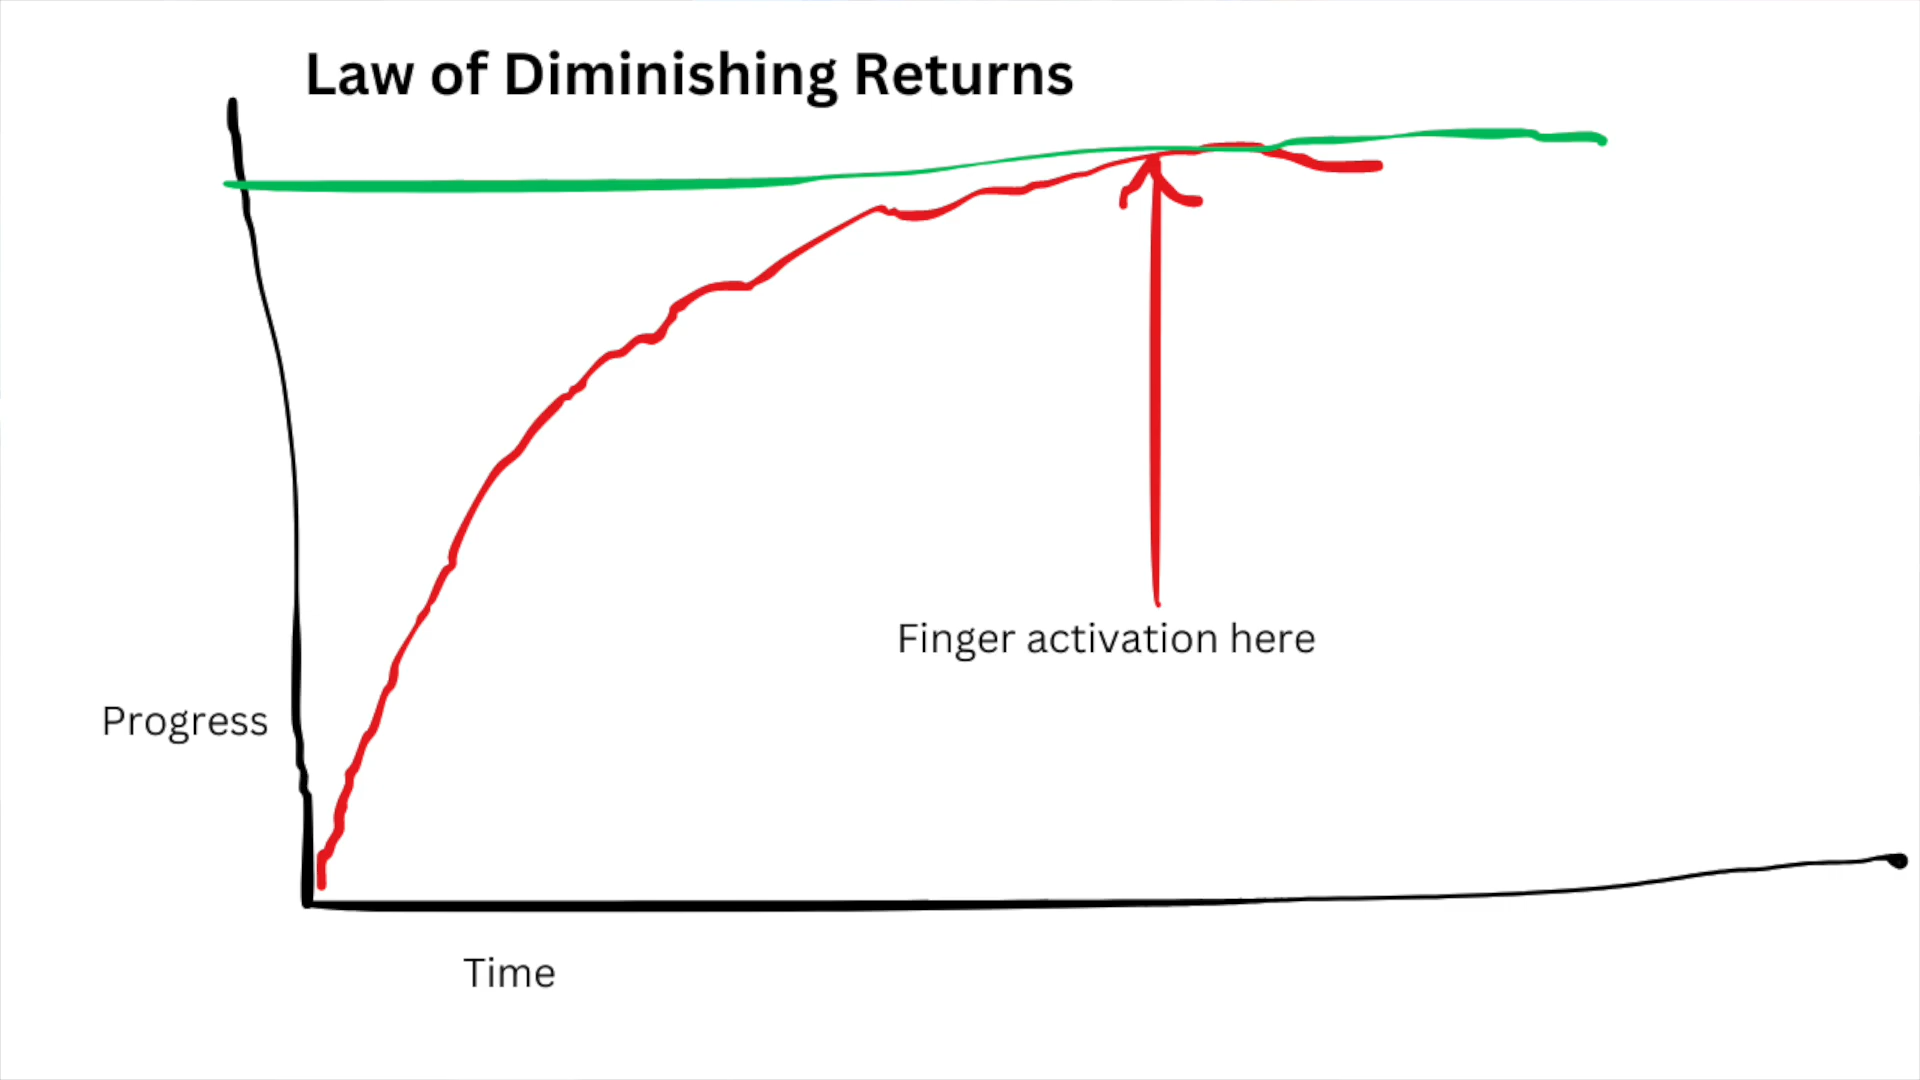 Law of Diminishing Returns
Finger activation here
Progress
Time